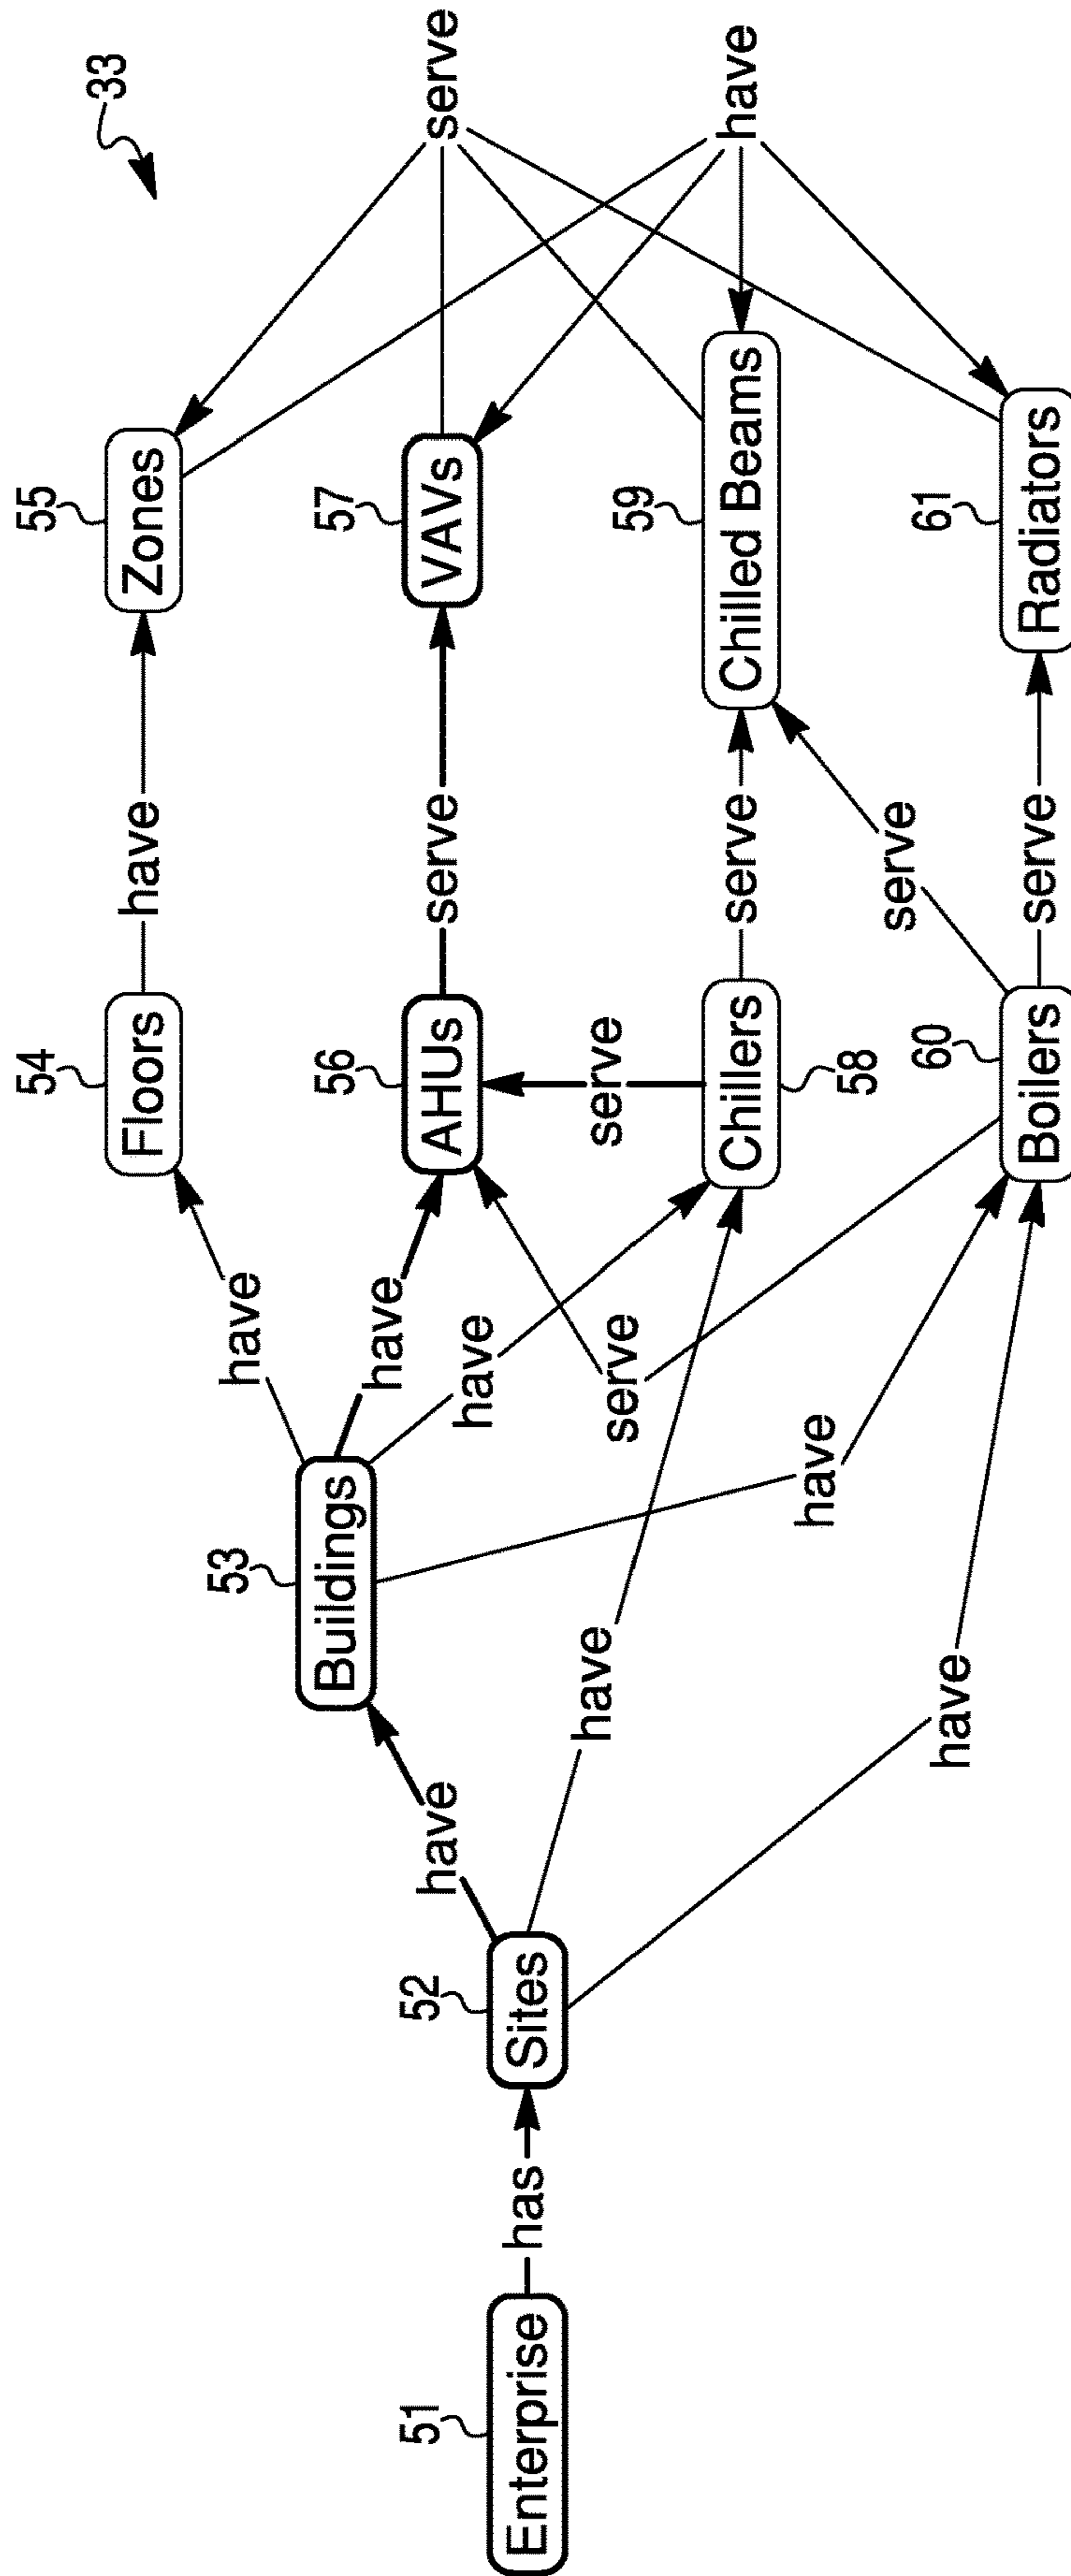 33
51
Enterprise
has
52
Sites
have
have
have
53
Buildings
have
have
have
have
54
Floors
have
55
Zones
56
AHUs
serve
57
VAVs
serve
serve
58
Chillers
serve
59
Chilled Beams
serve
60
Boilers
serve
61
Radiators
serve
have